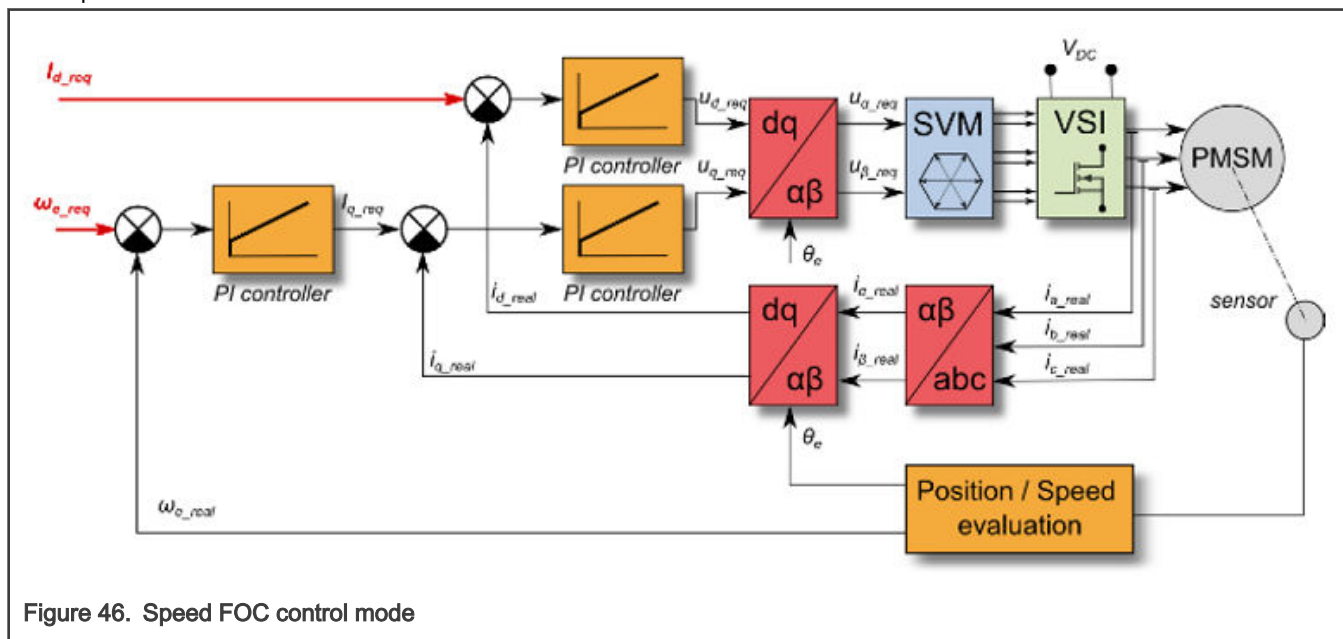 V_DC
I_d_req
u_d_req
u_α_req
dq
αβ
SVM
VSI
PMSM
PI controller
u_q_req
u_β_req
ω_e_req
I_q_req
θ_e
PI controller
PI controller
i_d_real
i_α_real
i_a_real
sensor
dq
αβ
αβ
abc
i_b_real
i_q_real
i_β_real
i_c_real
θ_e
ω_e_real
Position / Speed
evaluation
Figure 46. Speed FOC control mode